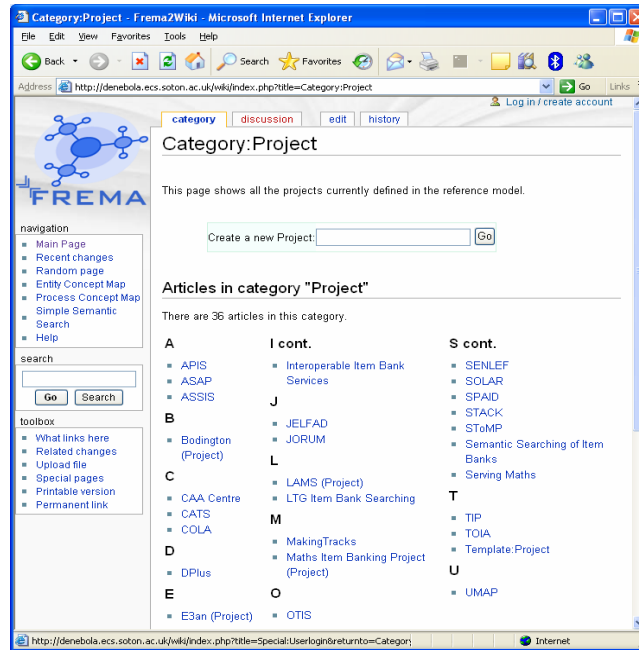 Category:Project - Frema2Wiki - Microsoft Internet Explorer
File Edit View Favorites Tools Help
Back Search Favorites
Address http://denebola.ecs.soton.ac.uk/wiki/index.php?title=Category:Project Go Links
Log in / create account
category discussion edit history
FREMA
Category:Project
This page shows all the projects currently defined in the reference model.
Create a new Project: Go
navigation
Main Page
Recent changes
Random page
Entity Concept Map
Process Concept Map
Simple Semantic
Search
Help
search
Go Search
toolbox
What links here
Related changes
Upload file
Special pages
Printable version
Permanent link
Articles in category "Project"
There are 36 articles in this category.
A
APIS
ASAP
ASSIS
B
Bodington
(Project)
C
CAA Centre
CATS
COLA
D
DPlus
E
E3an (Project)
I cont.
Interoperable Item Bank
Services
J
JELFAD
JORUM
L
LAMS (Project)
LTG Item Bank Searching
M
MakingTracks
Maths Item Banking Project
(Project)
O
OTIS
S cont.
SENLEF
SOLAR
SPAID
STACK
SToMP
Semantic Searching of Item
Banks
Serving Maths
T
TIP
TOIA
Template:Project
U
UMAP
http://denebola.ecs.soton.ac.uk/wiki/index.php?title=Special:Userlogin&returnto=Category: Internet